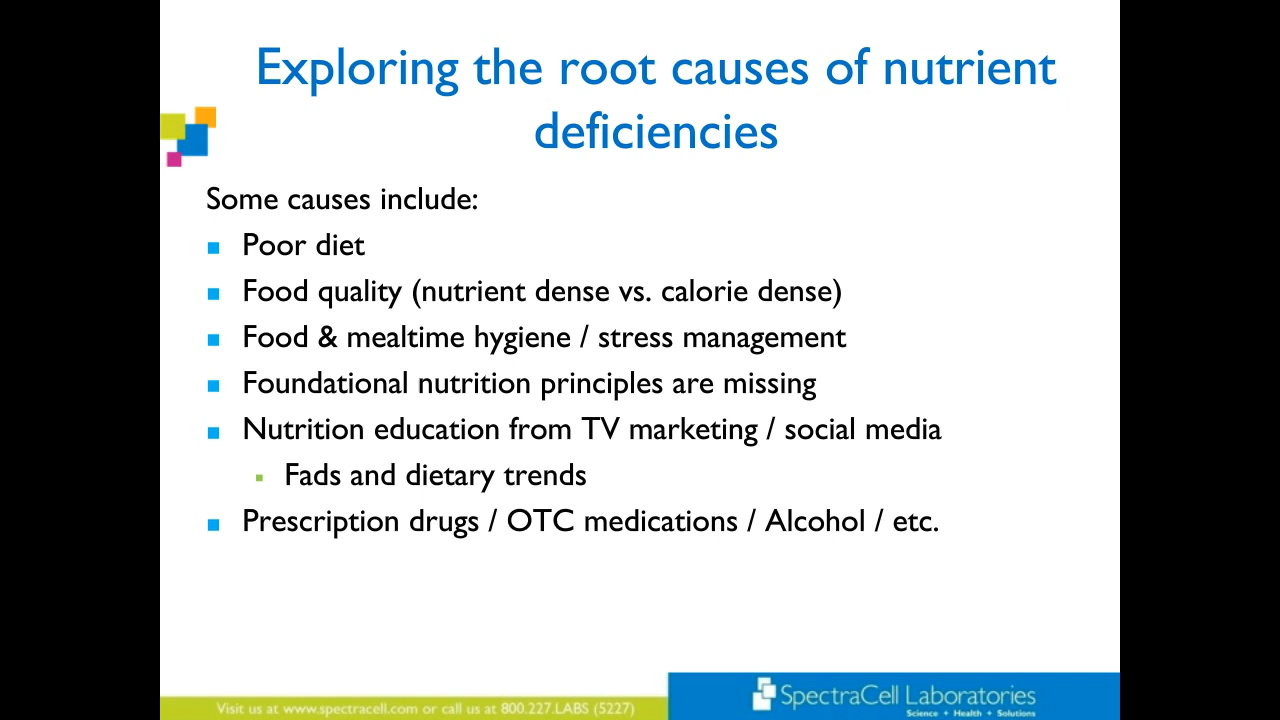 Exploring the root causes of nutrient
deficiencies
Some causes include:
Poor diet
Food quality (nutrient dense vs. calorie dense)
Food & mealtime hygiene / stress management
Foundational nutrition principles are missing
Nutrition education from TV marketing / social media
Fads and dietary trends
Prescription drugs / OTC medications / Alcohol / etc.
Visit us at www.spectracell.com or call us at 800.227.LABS (5227)
SpectraCell Laboratories
Science + Health + Solutions